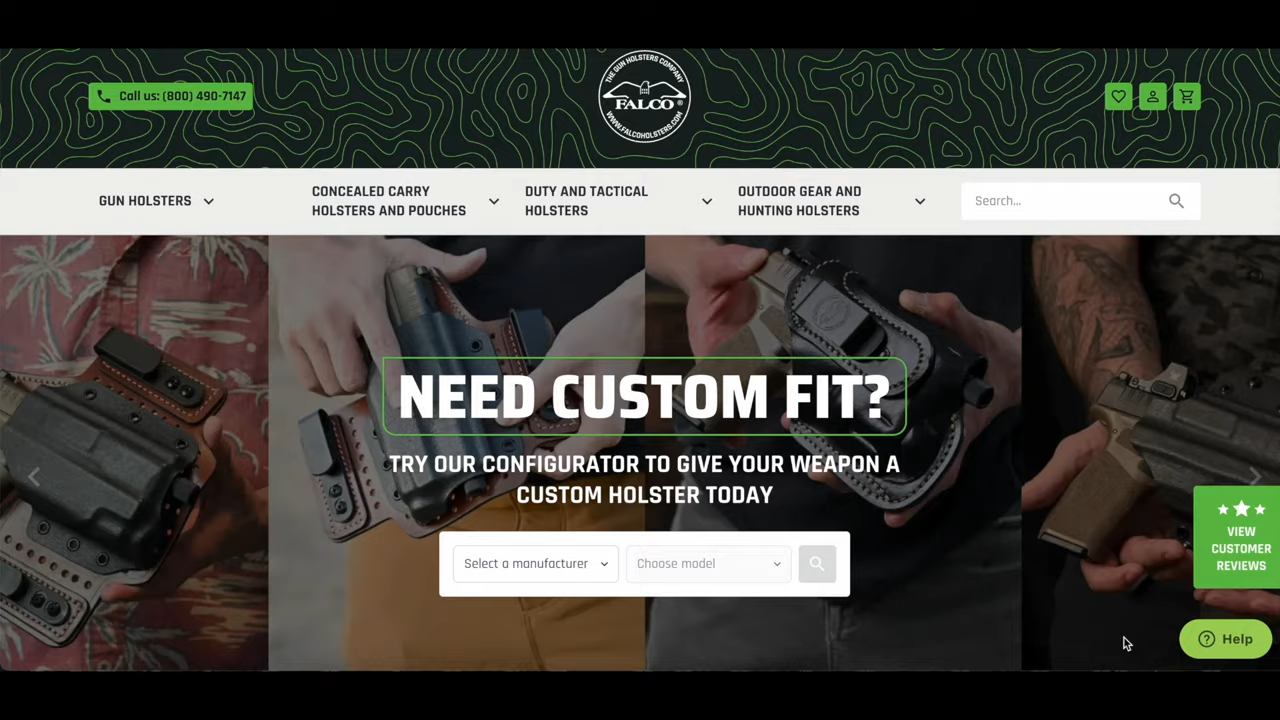 Call us: (800) 490-7147
THE GUN HOLSTERS COMPANY
FALCO ®
WWW.FALCOHOLSTERS.COM
GUN HOLSTERS
CONCEALED CARRY
HOLSTERS AND POUCHES
DUTY AND TACTICAL
HOLSTERS
OUTDOOR GEAR AND
HUNTING HOLSTERS
Search...
NEED CUSTOM FIT?
TRY OUR CONFIGURATOR TO GIVE YOUR WEAPON A
CUSTOM HOLSTER TODAY
Select a manufacturer
Choose model
VIEW
CUSTOMER
REVIEWS
Help